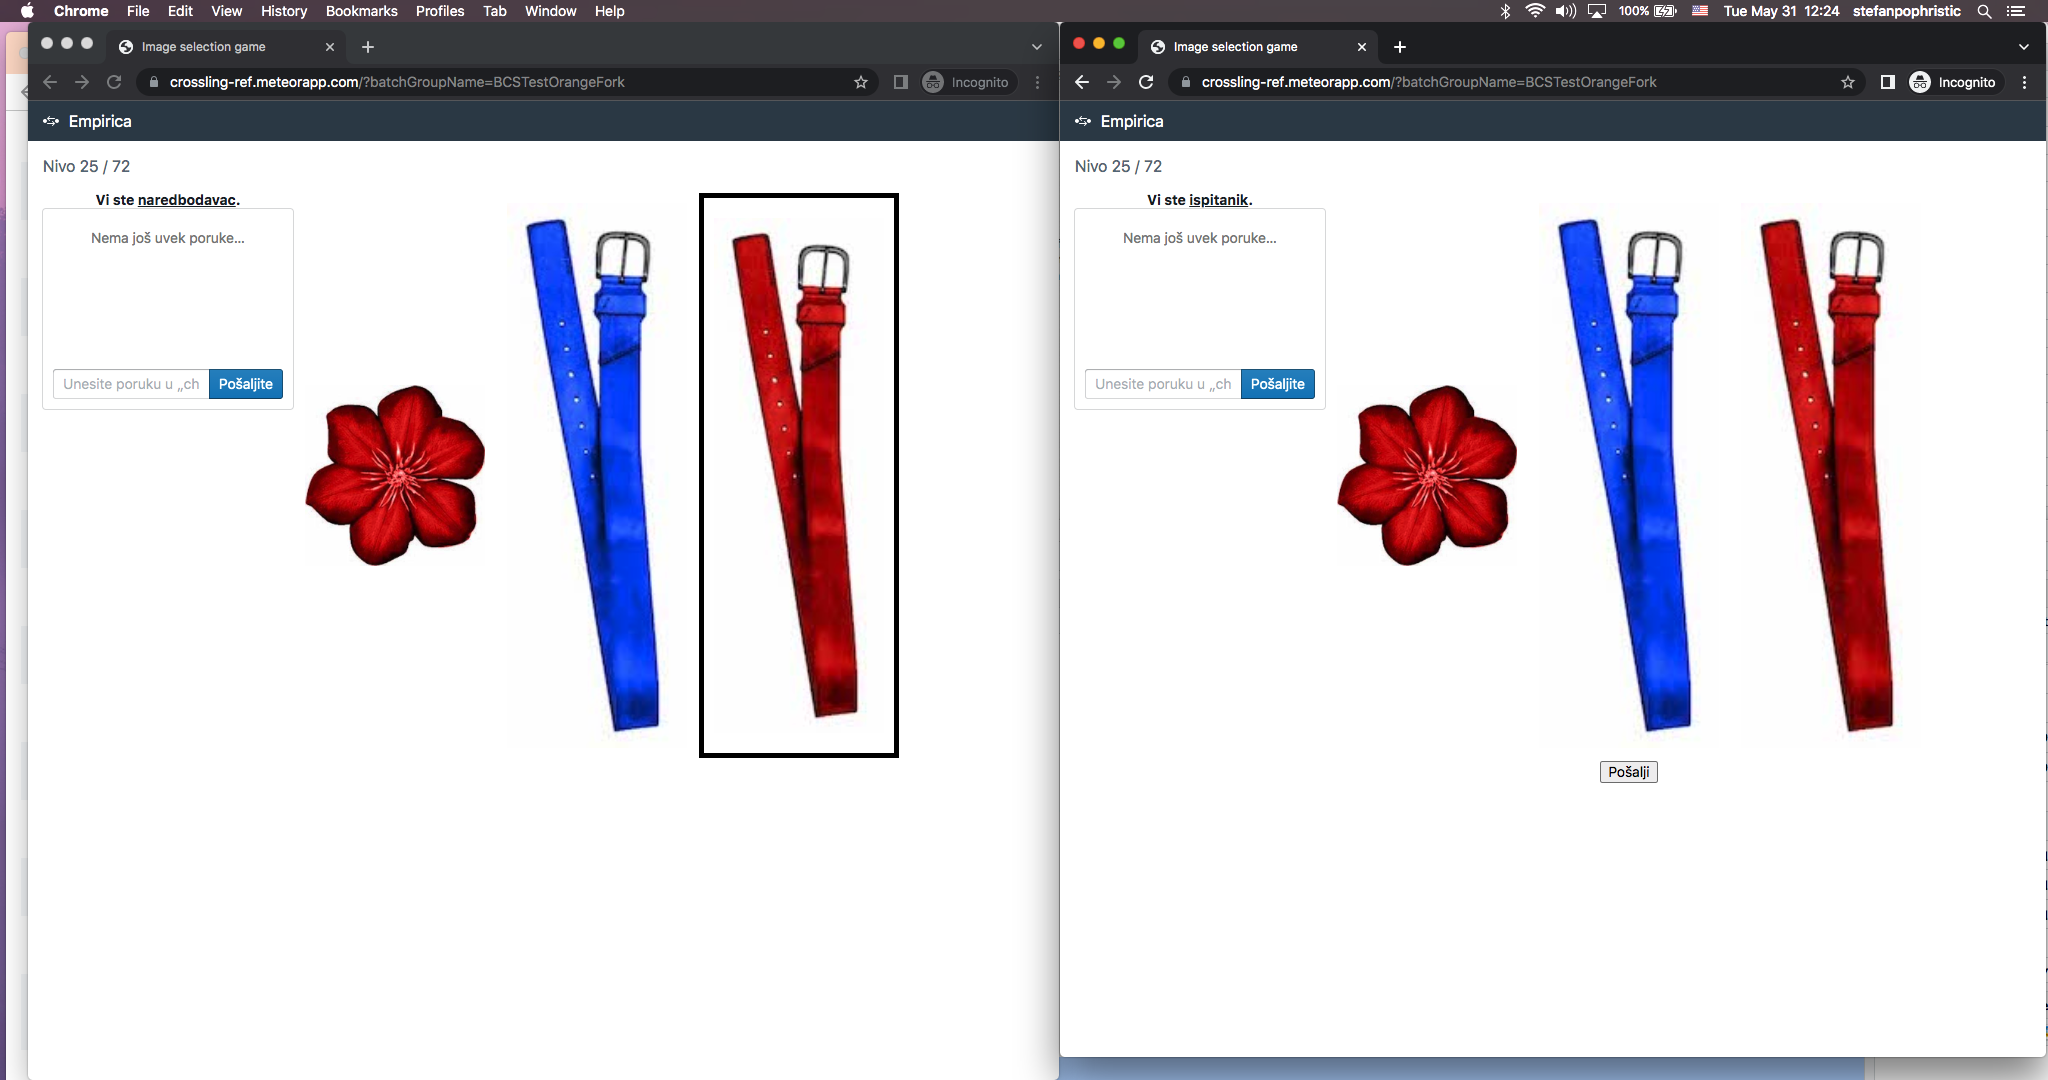 Chrome File Edit View History Bookmarks Profiles Tab Window Help
100% Tue May 31 12:24 stefanpophristic
Image selection game
crossling-ref.meteorapp.com/?batchGroupName=BCSTestOrangeFork
Incognito
Empirica
Nivo 25 / 72
Vi ste naredbodavac.
Nema još uvek poruke...
Unesite poruku u „ch
Pošaljite
Image selection game
crossling-ref.meteorapp.com/?batchGroupName=BCSTestOrangeFork
Incognito
Empirica
Nivo 25 / 72
Vi ste ispitanik.
Nema još uvek poruke...
Unesite poruku u „ch
Pošaljite
Pošalji